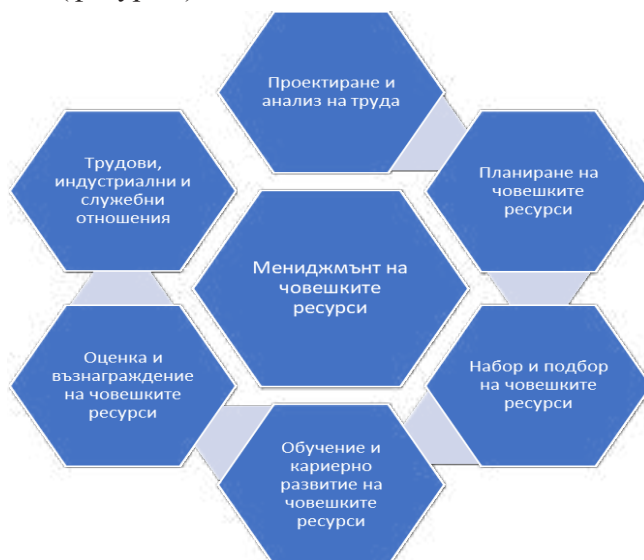 Проектиране и
анализ на труда
Трудови,
индустриални и
служебни
отношения
Планиране на
човешките
ресурси
Мениджмънт на
човешките
ресурси
Оценка и
възнаграждение
на човешките
ресурси
Набор и подбор
на човешките
ресурси
Обучение и
кариерно
развитие на
човешките
ресурси